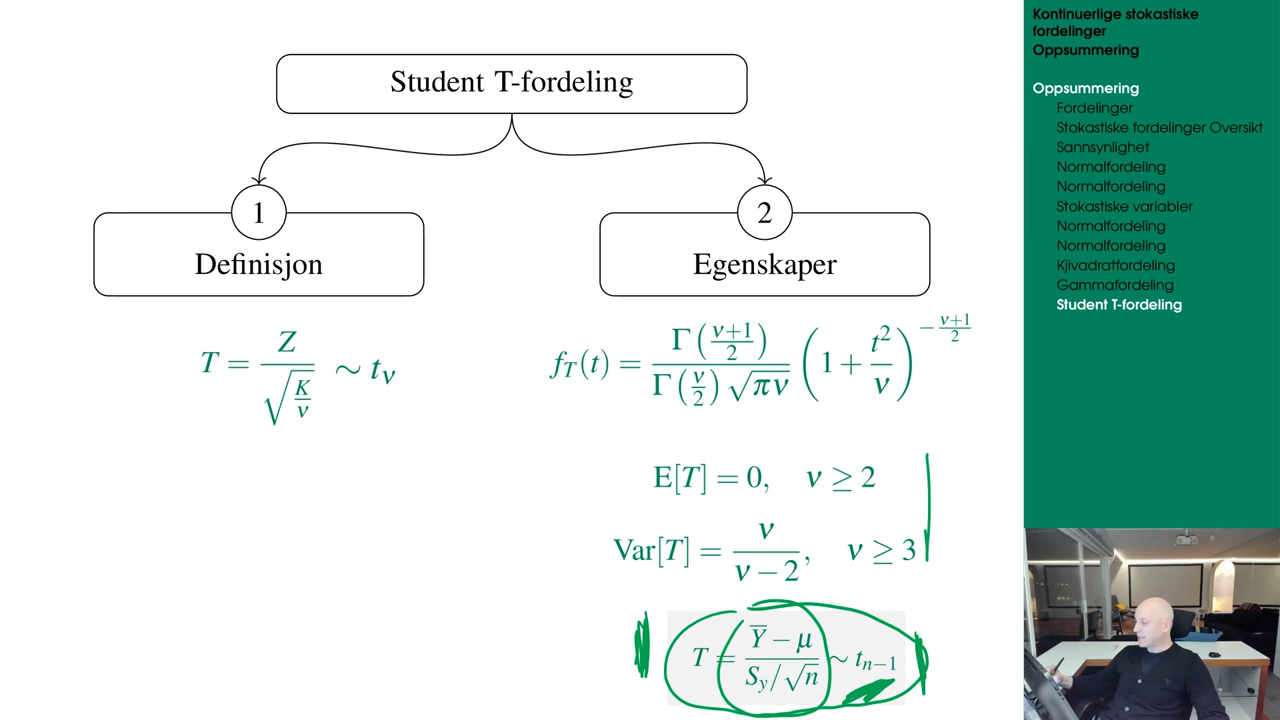 Student T-fordeling
1
Definisjon
T = Z / √(K/ν) ∼ t_ν
2
Egenskaper
f_T(t) = Γ((ν+1)/2) / (Γ(ν/2) √(πν)) (1 + t²/ν)^(−(ν+1)/2)
E[T] = 0, ν ≥ 2
Var[T] = ν / (ν − 2), ν ≥ 3
T = (Y̅ − μ) / (S_y/√n) ∼ t_{n−1}
Kontinuerlige stokastiske
fordelinger
Oppsummering
Oppsummering
Fordelinger
Stokastiske fordelinger Oversikt
Sannsynlighet
Normalfordeling
Normalfordeling
Stokastiske variabler
Normalfordeling
Normalfordeling
Kjivadratfordeling
Gammafordeling
Student T-fordeling